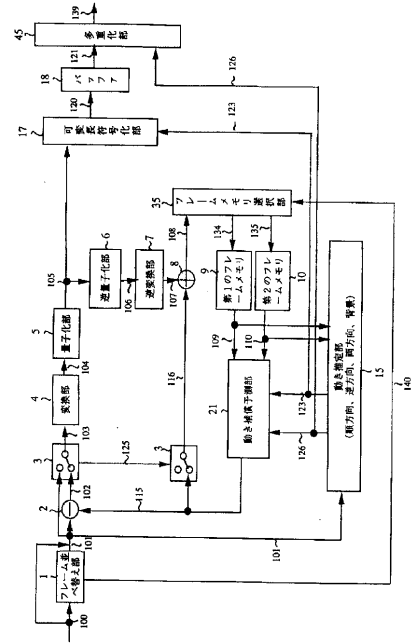 100
1
フレーム並
べ替え部
101
2
102
3
103
4
変換部
104
5
量子化部
105
6
逆量子化部
106
7
逆変換部
107
8
108
17
可変長符号化部
120
18
バッファ
121
45
多重化部
139
126
123
125
3
116
115
35
フレームメモリ選択部
134
135
9
第1のフレ
ームメモリ
10
第2のフレ
ームメモリ
109
110
21
動き補償予測部
123
126
15
動き推定部
(順方向、逆方向、両方向、背景)
101
140